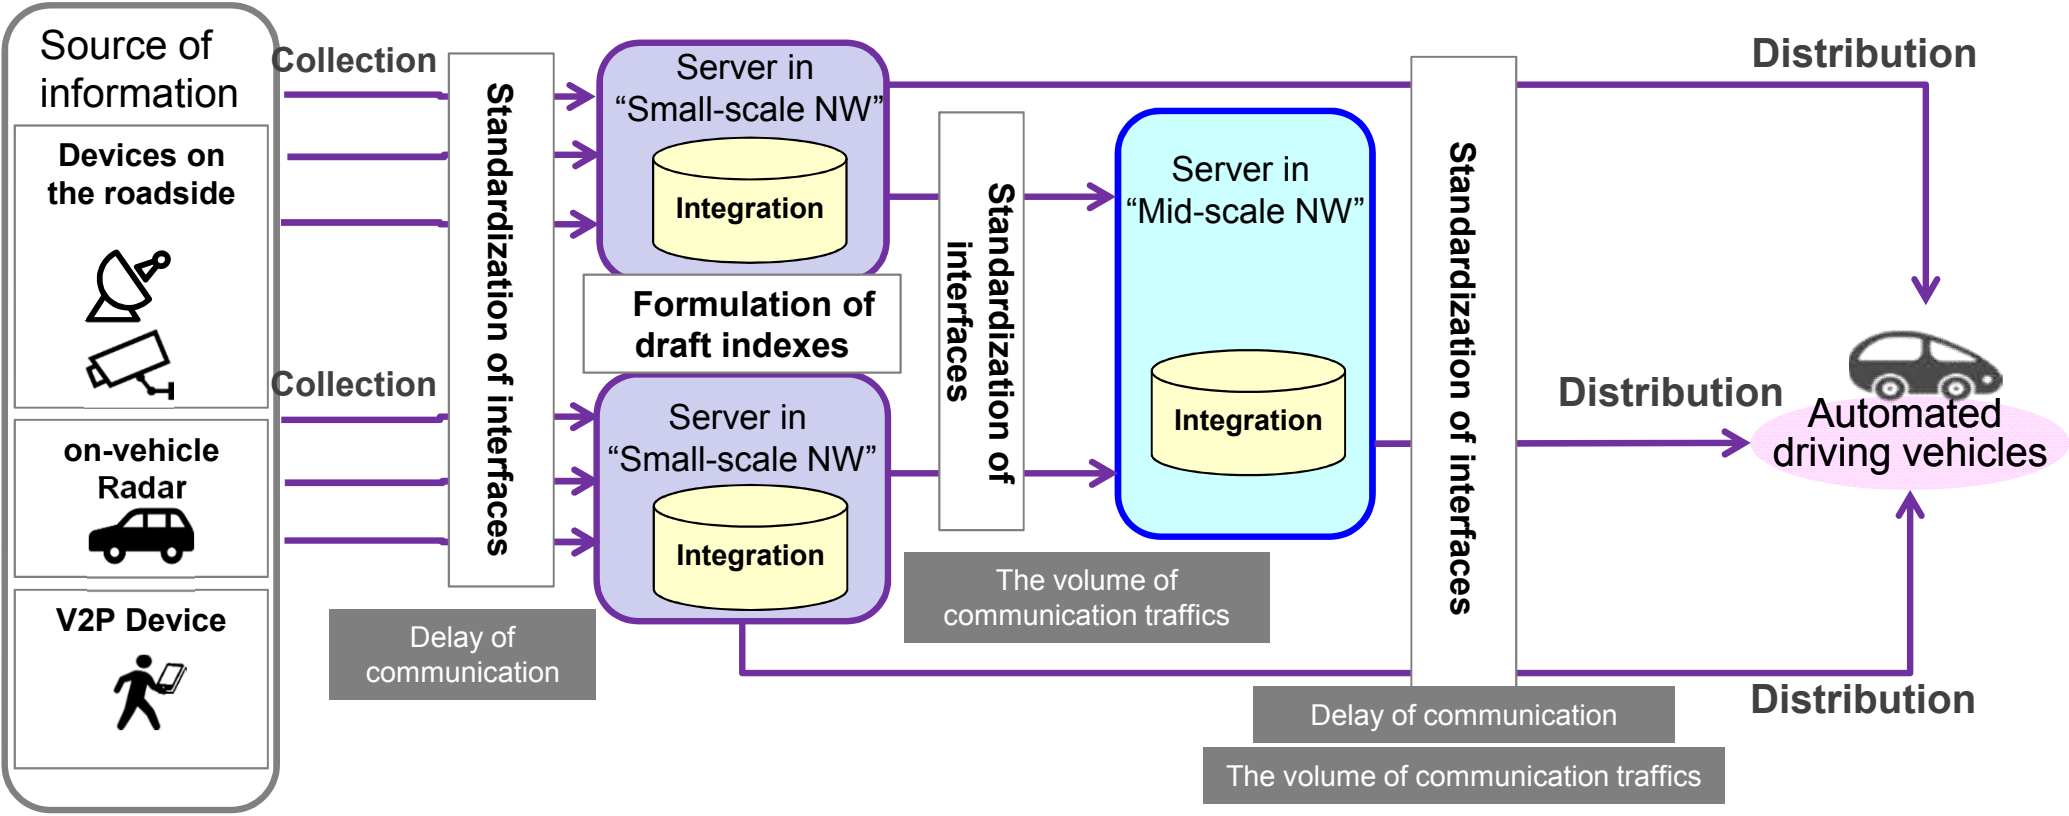 Source of
information
Devices on
the roadside
on-vehicle
Radar
V2P Device
Collection
Collection
Standardization of interfaces
Delay of
communication
Server in
“Small-scale NW”
Integration
Formulation of
draft indexes
Server in
“Small-scale NW”
Integration
Standardization of
interfaces
The volume of
communication traffics
Server in
“Mid-scale NW”
Integration
Standardization of interfaces
Delay of communication
The volume of communication traffics
Distribution
Distribution
Automated
driving vehicles
Distribution